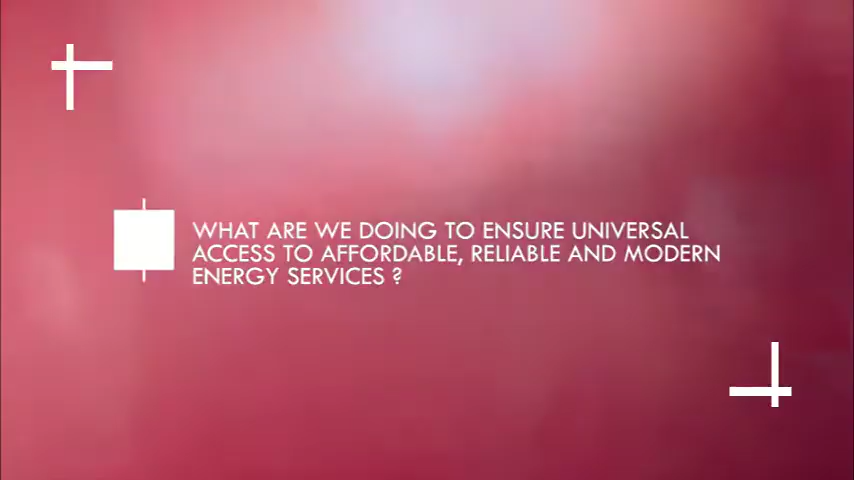 WHAT ARE WE DOING TO ENSURE UNIVERSAL
ACCESS TO AFFORDABLE, RELIABLE AND MODERN
ENERGY SERVICES ?